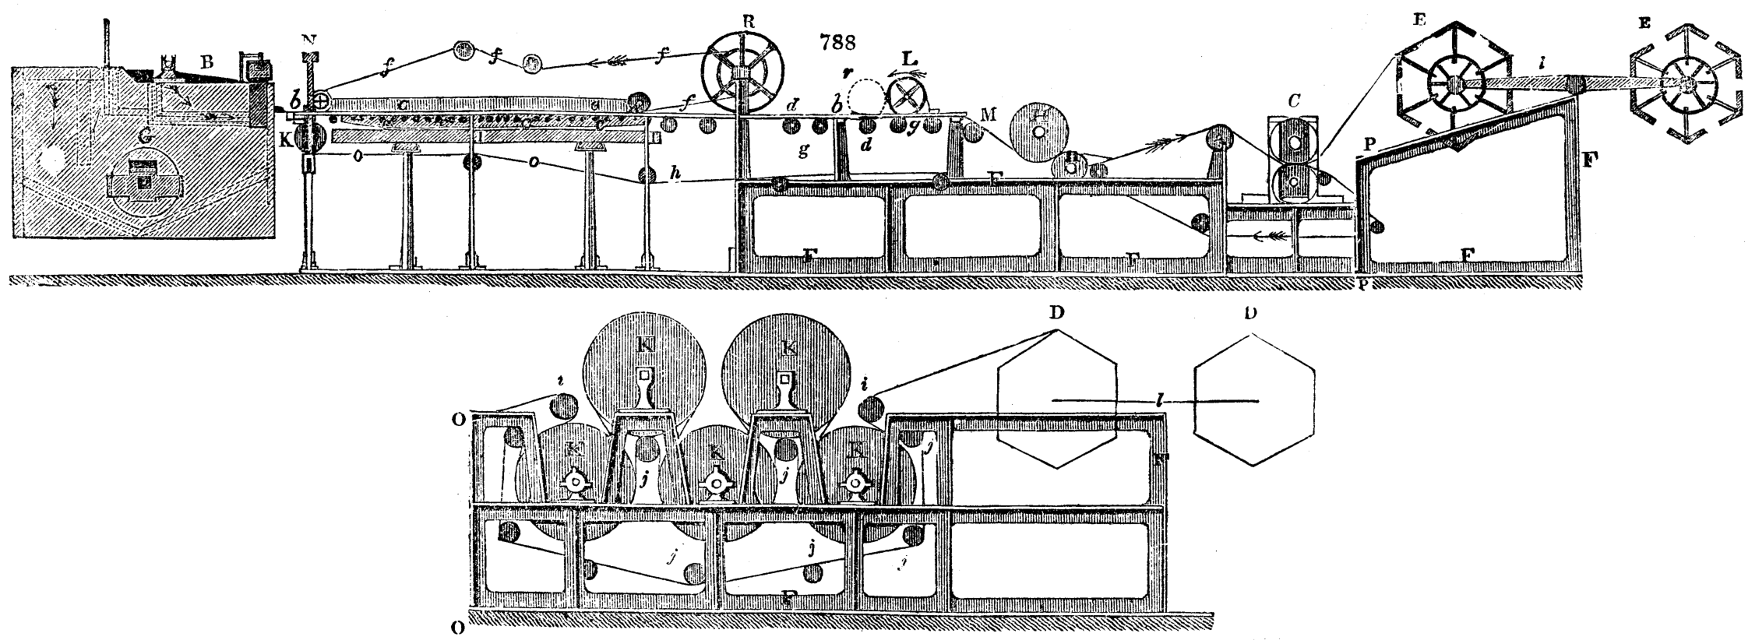 R E E
N 788 L l
B f f f r C
b c c f d b M H
G K C P
g d g H F
o o h F
F F F
P
D D
K K
i i l
O
K K K F
j j j
j j j
F
O